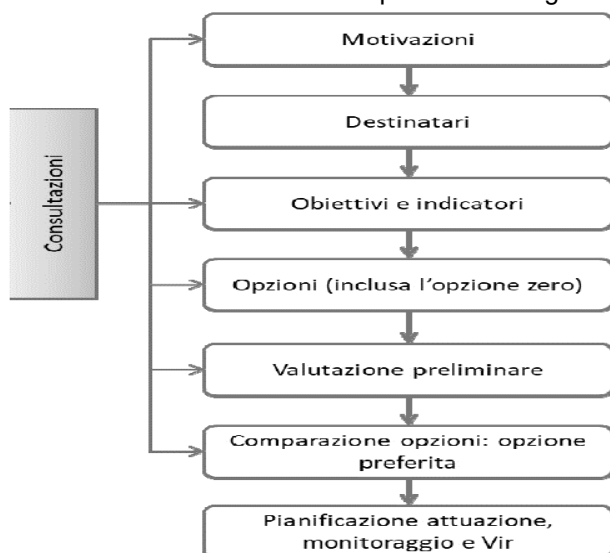 Motivazioni
Destinatari
Consultazioni
Obiettivi e indicatori
Opzioni (inclusa l'opzione zero)
Valutazione preliminare
Comparazione opzioni: opzione
preferita
Pianificazione attuazione,
monitoraggio e Vir